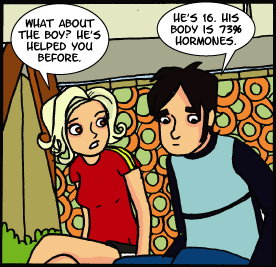 WHAT ABOUT
THE BOY? HE'S
HELPED YOU
BEFORE.
HE'S 16. HIS
BODY IS 73%
HORMONES.